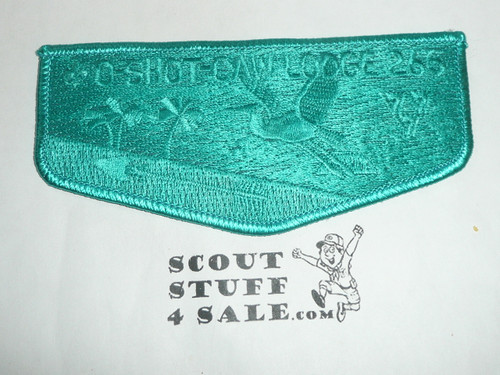 O-SHOT-CAW LODGE 265
SCOUT
STUFF
4 SALE.COM